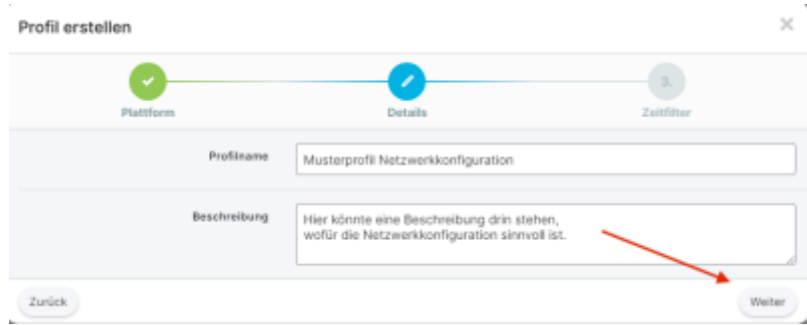 Profil erstellen
Plattform
Details
3.
Zeitfilter
Profilname
Musterprofil Netzwerkkonfiguration
Beschreibung
Hier könnte eine Beschreibung drin stehen,
wofür die Netzwerkkonfiguration sinnvoll ist.
Zurück
Weiter